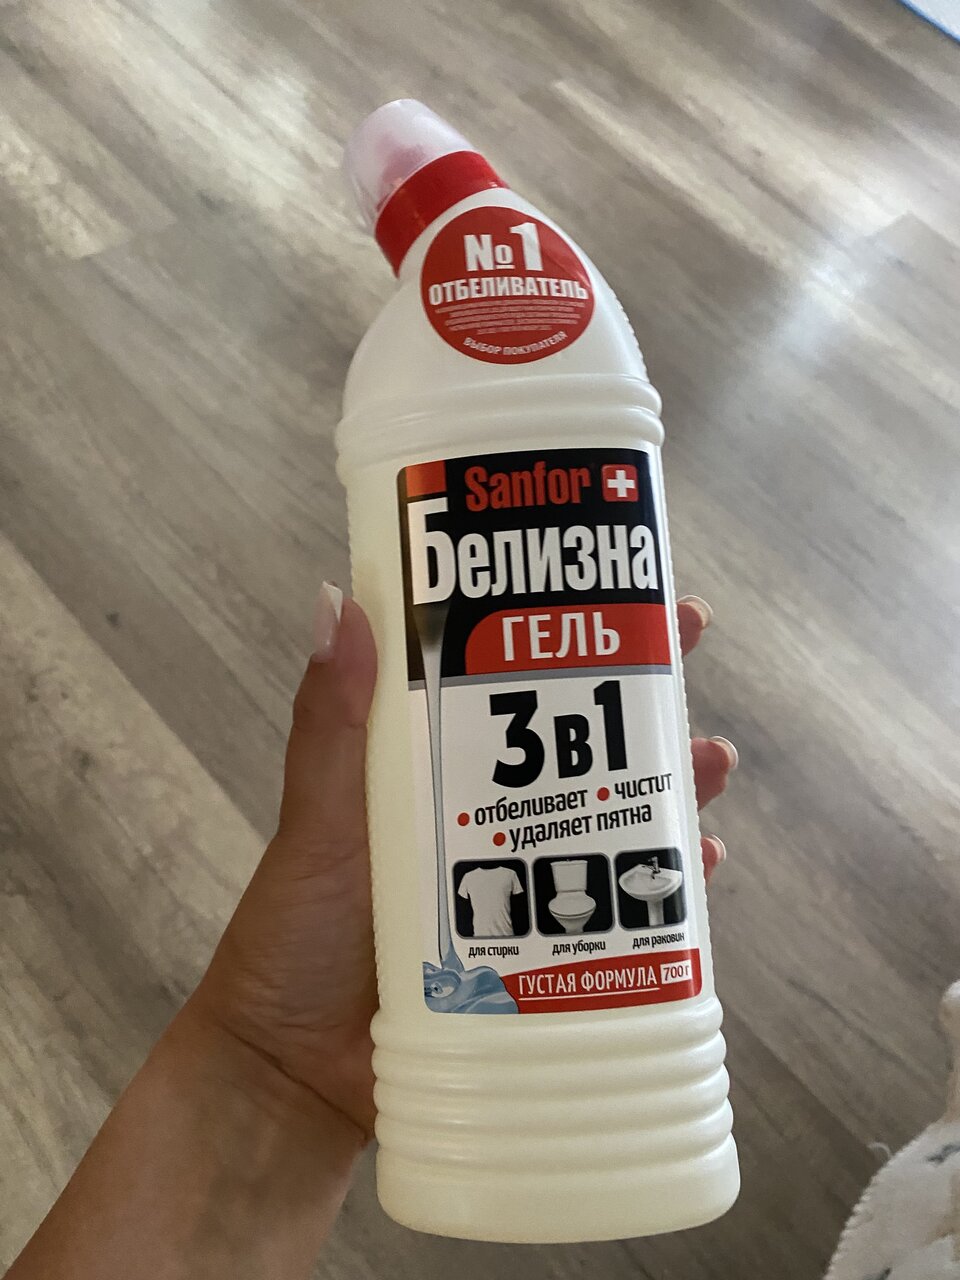 №1
ОТБЕЛИВАТЕЛЬ
ВЫБОР ПОКУПАТЕЛЯ
Sanfor
Белизна
ГЕЛЬ
3в1
• отбеливает • чистит
• удаляет пятна
для стирки для уборки для раковин
ГУСТАЯ ФОРМУЛА 700 г